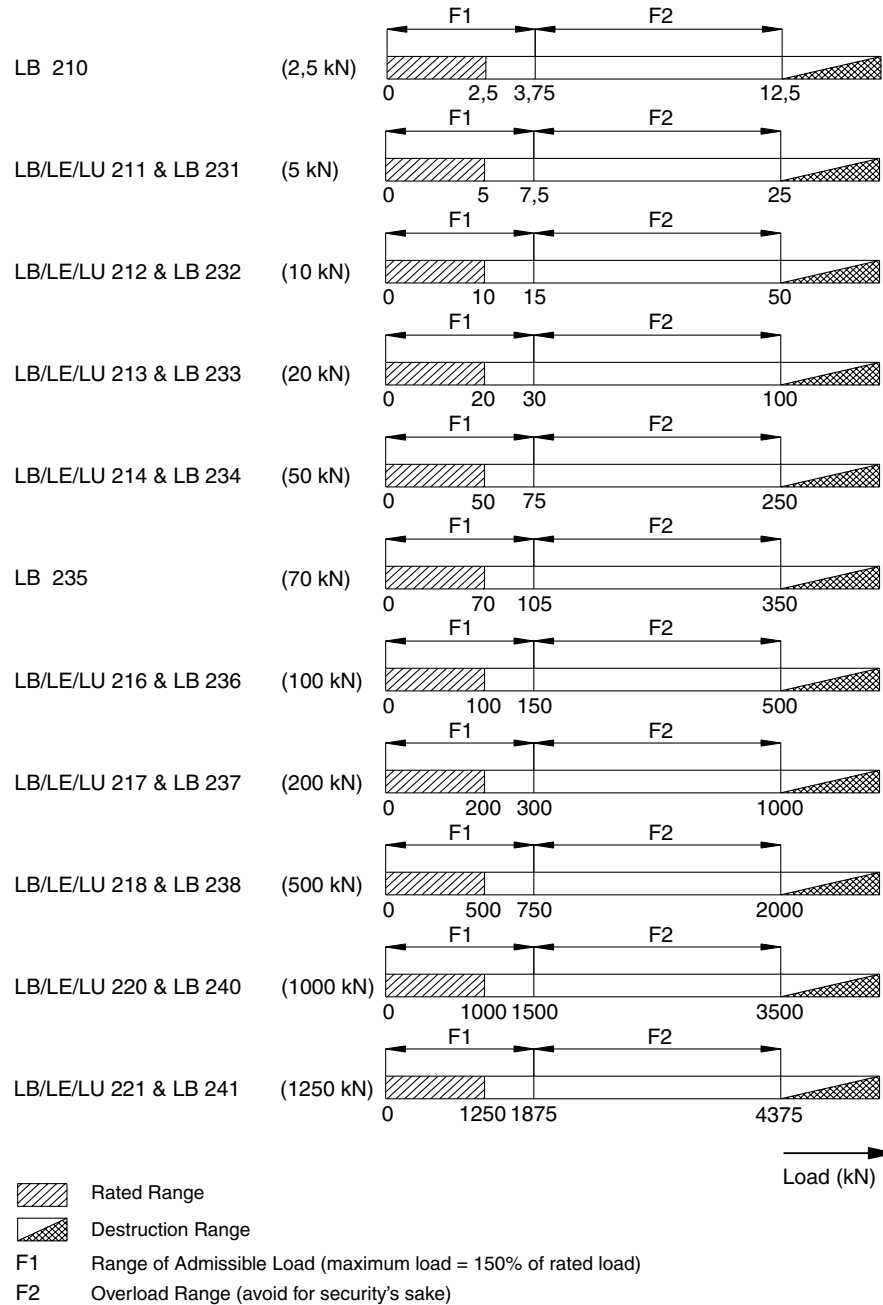 F1 F2
LB 210 (2,5 kN)
0 2,5 3,75 12,5
F1 F2
LB/LE/LU 211 & LB 231 (5 kN)
0 5 7,5 25
F1 F2
LB/LE/LU 212 & LB 232 (10 kN)
0 10 15 50
F1 F2
LB/LE/LU 213 & LB 233 (20 kN)
0 20 30 100
F1 F2
LB/LE/LU 214 & LB 234 (50 kN)
0 50 75 250
F1 F2
LB 235 (70 kN)
0 70 105 350
F1 F2
LB/LE/LU 216 & LB 236 (100 kN)
0 100 150 500
F1 F2
LB/LE/LU 217 & LB 237 (200 kN)
0 200 300 1000
F1 F2
LB/LE/LU 218 & LB 238 (500 kN)
0 500 750 2000
F1 F2
LB/LE/LU 220 & LB 240 (1000 kN)
0 1000 1500 3500
F1 F2
LB/LE/LU 221 & LB 241 (1250 kN)
0 1250 1875 4375
Load (kN)
Rated Range
Destruction Range
F1 Range of Admissible Load (maximum load = 150% of rated load)
F2 Overload Range (avoid for security's sake)